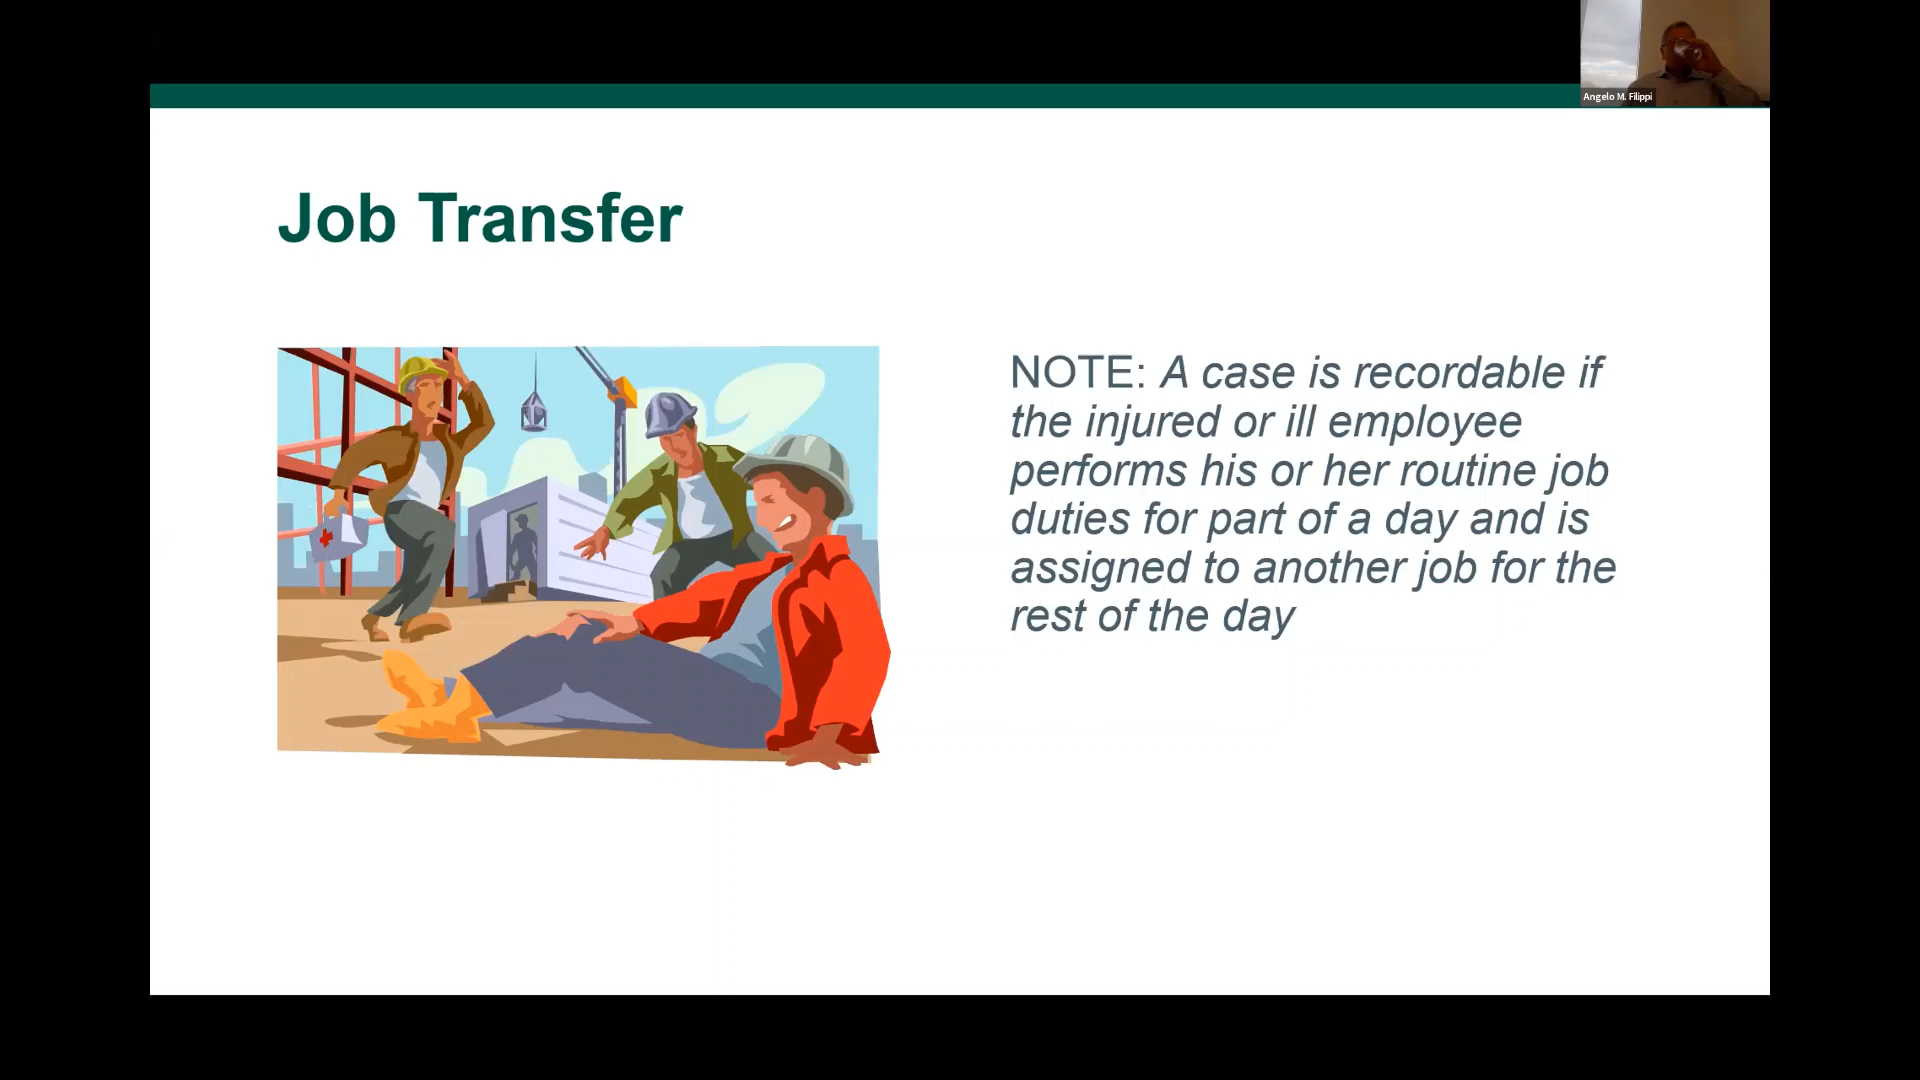 Angelo M. Filippi
Job Transfer
NOTE: A case is recordable if
the injured or ill employee
performs his or her routine job
duties for part of a day and is
assigned to another job for the
rest of the day